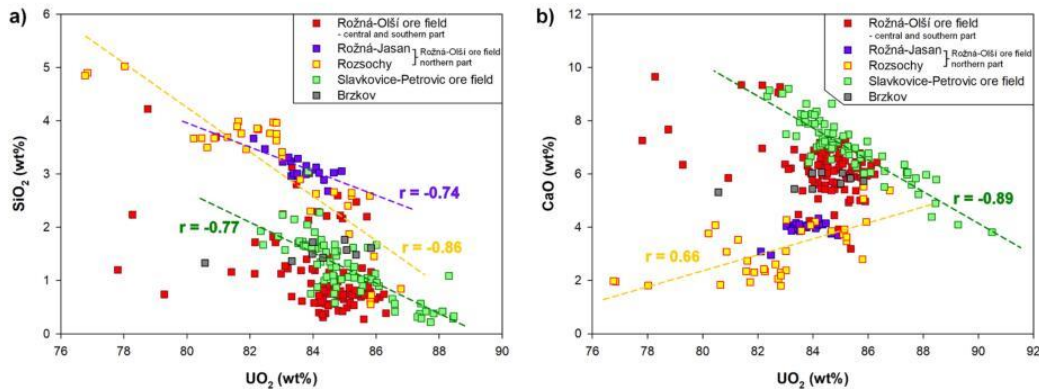 a)
SiO2 (wt%)
6
5
4
3
2
1
0
76 78 80 82 84 86 88 90
UO2 (wt%)
Rožná-Olší ore field
- central and southern part
Rožná-Jasan
Rozsochy
Rožná-Olší ore field
northern part
Slavkovice-Petrovic ore field
Brzkov
r = -0.74
r = -0.77
r = -0.86
b)
CaO (wt%)
12
10
8
6
4
2
0
76 78 80 82 84 86 88 90 92
UO2 (wt%)
Rožná-Olší ore field
- central and southern part
Rožná-Jasan
Rozsochy
Rožná-Olší ore field
northern part
Slavkovice-Petrovic ore field
Brzkov
r = -0.89
r = 0.66